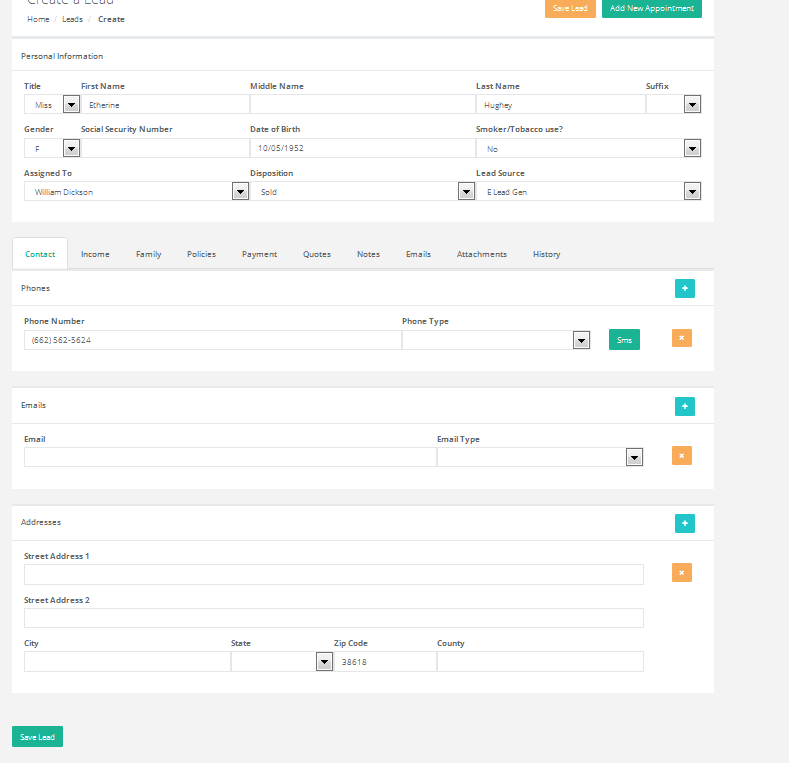 Create a Lead
Home / Leads / Create
Save Lead Add New Appointment
Personal Information
Title First Name Middle Name Last Name Suffix
Miss Etherine Hughey
Gender Social Security Number Date of Birth Smoker/Tobacco use?
F 10/05/1952 No
Assigned To Disposition Lead Source
William Dickson Sold E Lead Gen
Contact Income Family Policies Payment Quotes Notes Emails Attachments History
Phones +
Phone Number Phone Type
(662) 562-5624 Sms ×
Emails +
Email Email Type
×
Addresses +
Street Address 1
×
Street Address 2
City State Zip Code County
38618
Save Lead